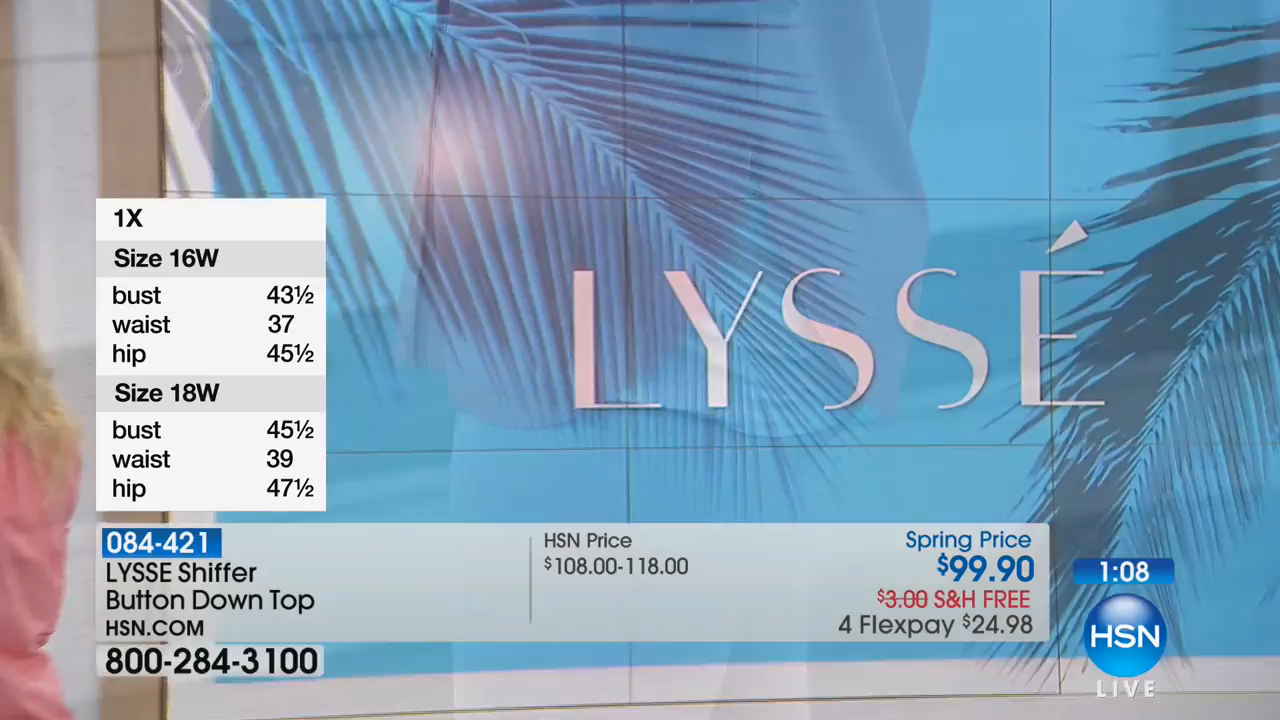 LYSSÉ
1X
Size 16W
bust 43½
waist 37
hip 45½
Size 18W
bust 45½
waist 39
hip 47½
084-421
LYSSE Shiffer
Button Down Top
HSN.COM
800-284-3100
HSN Price
$108.00-118.00
Spring Price
$99.90
$3.00 S&H FREE
4 Flexpay $24.98
1:08
HSN
LIVE